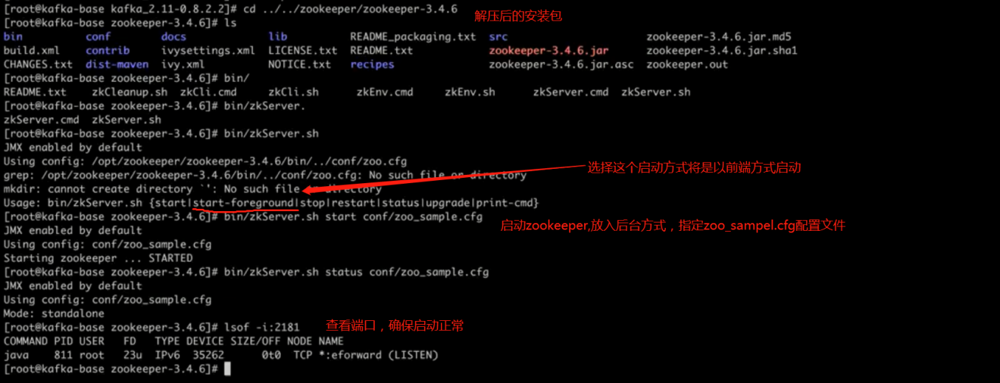 [root@kafka-base kafka_2.11-0.8.2.2]# cd ../../zookeeper/zookeeper-3.4.6
解压后的安装包
[root@kafka-base zookeeper-3.4.6]# ls
bin conf docs lib README_packaging.txt src zookeeper-3.4.6.jar.md5
build.xml contrib ivysettings.xml LICENSE.txt README.txt zookeeper-3.4.6.jar zookeeper-3.4.6.jar.sha1
CHANGES.txt dist-maven ivy.xml NOTICE.txt recipes zookeeper-3.4.6.jar.asc zookeeper.out
[root@kafka-base zookeeper-3.4.6]# bin/
README.txt zkCleanup.sh zkCli.cmd zkCli.sh zkEnv.cmd zkEnv.sh zkServer.cmd zkServer.sh
[root@kafka-base zookeeper-3.4.6]# bin/zkServer.
zkServer.cmd zkServer.sh
[root@kafka-base zookeeper-3.4.6]# bin/zkServer.sh
JMX enabled by default
Using config: /opt/zookeeper/zookeeper-3.4.6/bin/../conf/zoo.cfg
选择这个启动方式将是以前端方式启动
grep: /opt/zookeeper/zookeeper-3.4.6/bin/../conf/zoo.cfg: No such file or directory
mkdir: cannot create directory `': No such file or directory
Usage: bin/zkServer.sh {start|start-foreground|stop|restart|status|upgrade|print-cmd}
[root@kafka-base zookeeper-3.4.6]# bin/zkServer.sh start conf/zoo_sample.cfg
启动zookeeper,放入后台方式，指定zoo_sampel.cfg配置文件
JMX enabled by default
Using config: conf/zoo_sample.cfg
Starting zookeeper ... STARTED
[root@kafka-base zookeeper-3.4.6]# bin/zkServer.sh status conf/zoo_sample.cfg
JMX enabled by default
Using config: conf/zoo_sample.cfg
Mode: standalone
[root@kafka-base zookeeper-3.4.6]# lsof -i:2181
查看端口，确保启动正常
COMMAND PID USER FD TYPE DEVICE SIZE/OFF NODE NAME
java 811 root 23u IPv6 35262 0t0 TCP *:eforward (LISTEN)
[root@kafka-base zookeeper-3.4.6]#